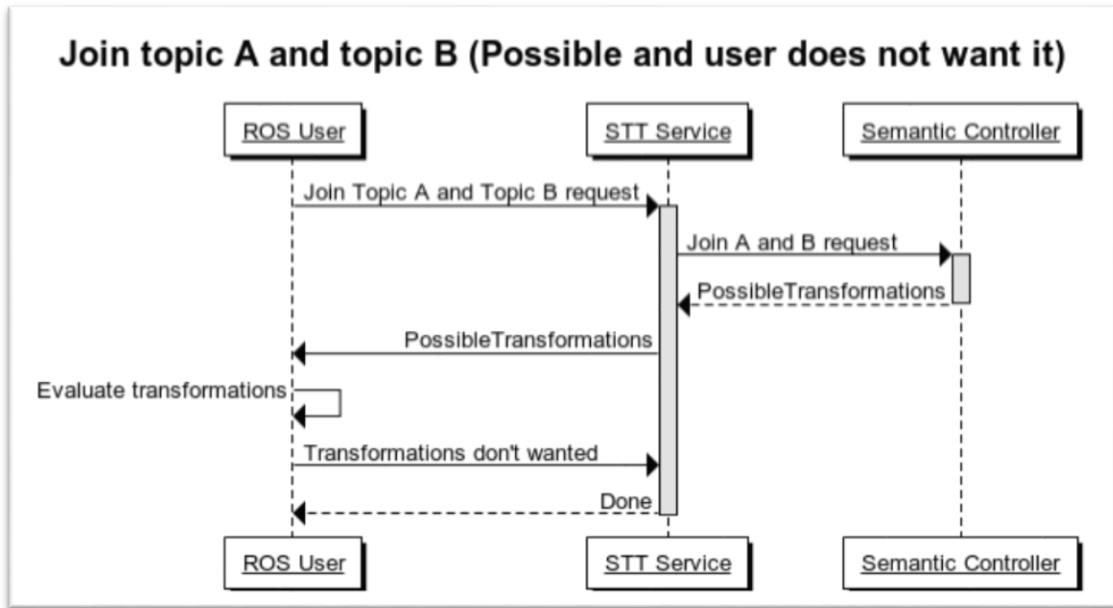 Join topic A and topic B (Possible and user does not want it)
ROS User
STT Service
Semantic Controller
Join Topic A and Topic B request
Join A and B request
PossibleTransformations
PossibleTransformations
Evaluate transformations
Transformations don't wanted
Done
ROS User
STT Service
Semantic Controller